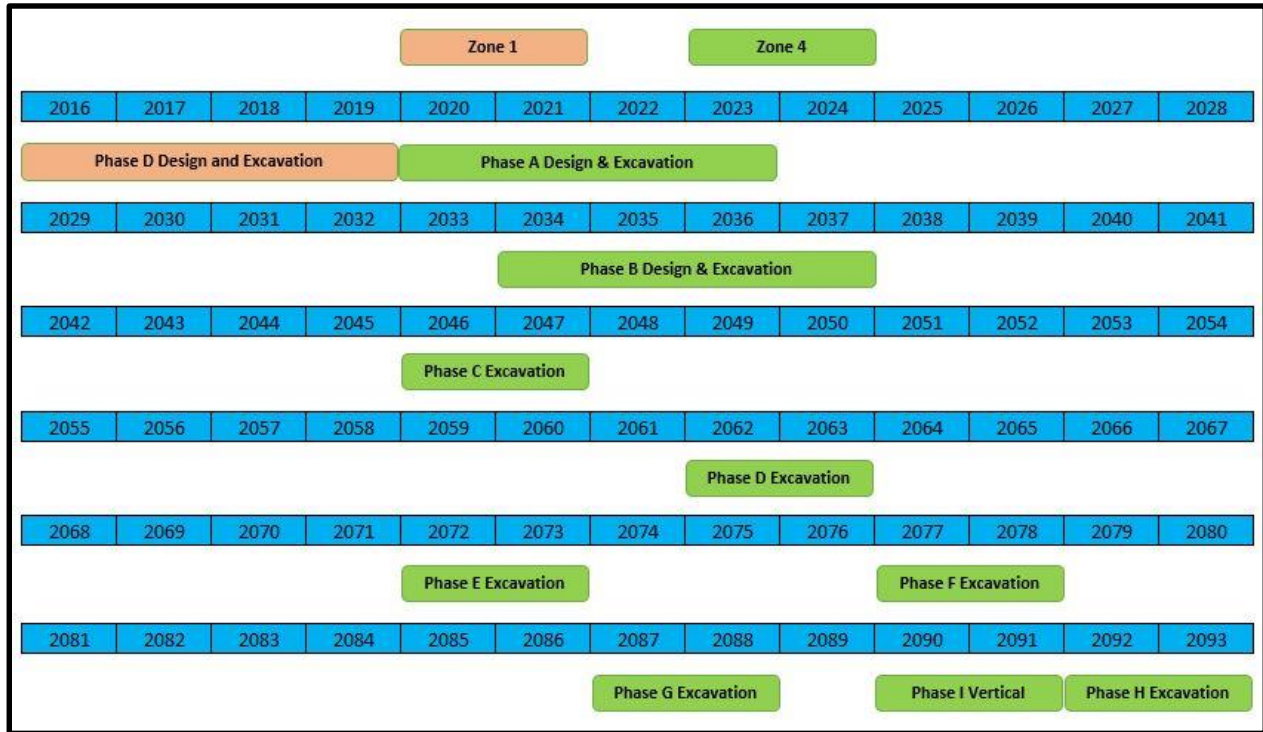 Zone 1 Zone 4
2016 2017 2018 2019 2020 2021 2022 2023 2024 2025 2026 2027 2028
Phase D Design and Excavation Phase A Design & Excavation
2029 2030 2031 2032 2033 2034 2035 2036 2037 2038 2039 2040 2041
Phase B Design & Excavation
2042 2043 2044 2045 2046 2047 2048 2049 2050 2051 2052 2053 2054
Phase C Excavation
2055 2056 2057 2058 2059 2060 2061 2062 2063 2064 2065 2066 2067
Phase D Excavation
2068 2069 2070 2071 2072 2073 2074 2075 2076 2077 2078 2079 2080
Phase E Excavation Phase F Excavation
2081 2082 2083 2084 2085 2086 2087 2088 2089 2090 2091 2092 2093
Phase G Excavation Phase I Vertical Phase H Excavation